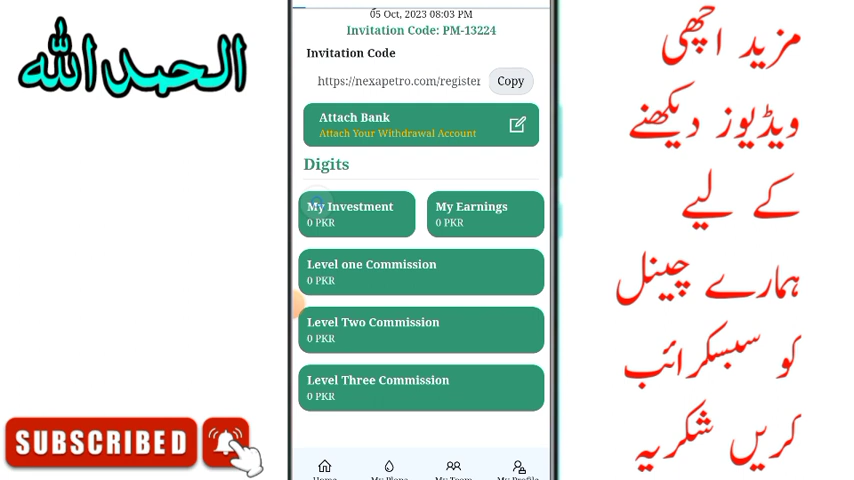 الحمدللہ
05 Oct, 2023 08:03 PM
Invitation Code: PM-13224
Invitation Code
https://nexapetro.com/register
Copy
Attach Bank
Attach Your Withdrawal Account
Digits
My Investment
0 PKR
My Earnings
0 PKR
Level one Commission
0 PKR
Level Two Commission
0 PKR
Level Three Commission
0 PKR
Home
My Plans
My Team
My Profile
SUBSCRIBED
مزید اچھی
ویڈیوز دیکھنے
کے لیے
ہمارے چینل
کو سبسکرائب
کریں شکریہ